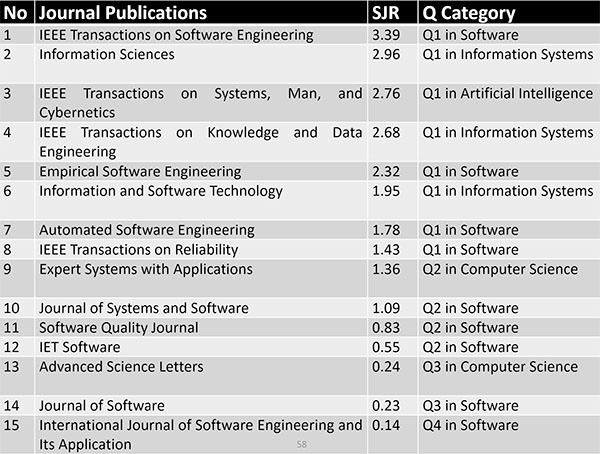 No Journal Publications SJR Q Category
1 IEEE Transactions on Software Engineering 3.39 Q1 in Software
2 Information Sciences 2.96 Q1 in Information Systems
3 IEEE Transactions on Systems, Man, and 2.76 Q1 in Artificial Intelligence
Cybernetics
4 IEEE Transactions on Knowledge and Data 2.68 Q1 in Information Systems
Engineering
5 Empirical Software Engineering 2.32 Q1 in Software
6 Information and Software Technology 1.95 Q1 in Information Systems
7 Automated Software Engineering 1.78 Q1 in Software
8 IEEE Transactions on Reliability 1.43 Q1 in Software
9 Expert Systems with Applications 1.36 Q2 in Computer Science
10 Journal of Systems and Software 1.09 Q2 in Software
11 Software Quality Journal 0.83 Q2 in Software
12 IET Software 0.55 Q2 in Software
13 Advanced Science Letters 0.24 Q3 in Computer Science
14 Journal of Software 0.23 Q3 in Software
15 International Journal of Software Engineering and 0.14 Q4 in Software
Its Application
58